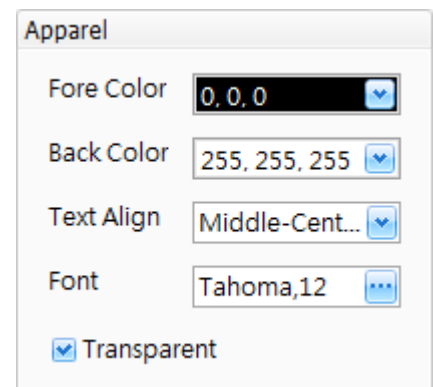 Apparel
Fore Color 0, 0, 0
Back Color 255, 255, 255
Text Align Middle-Cent...
Font Tahoma,12 ...
Transparent